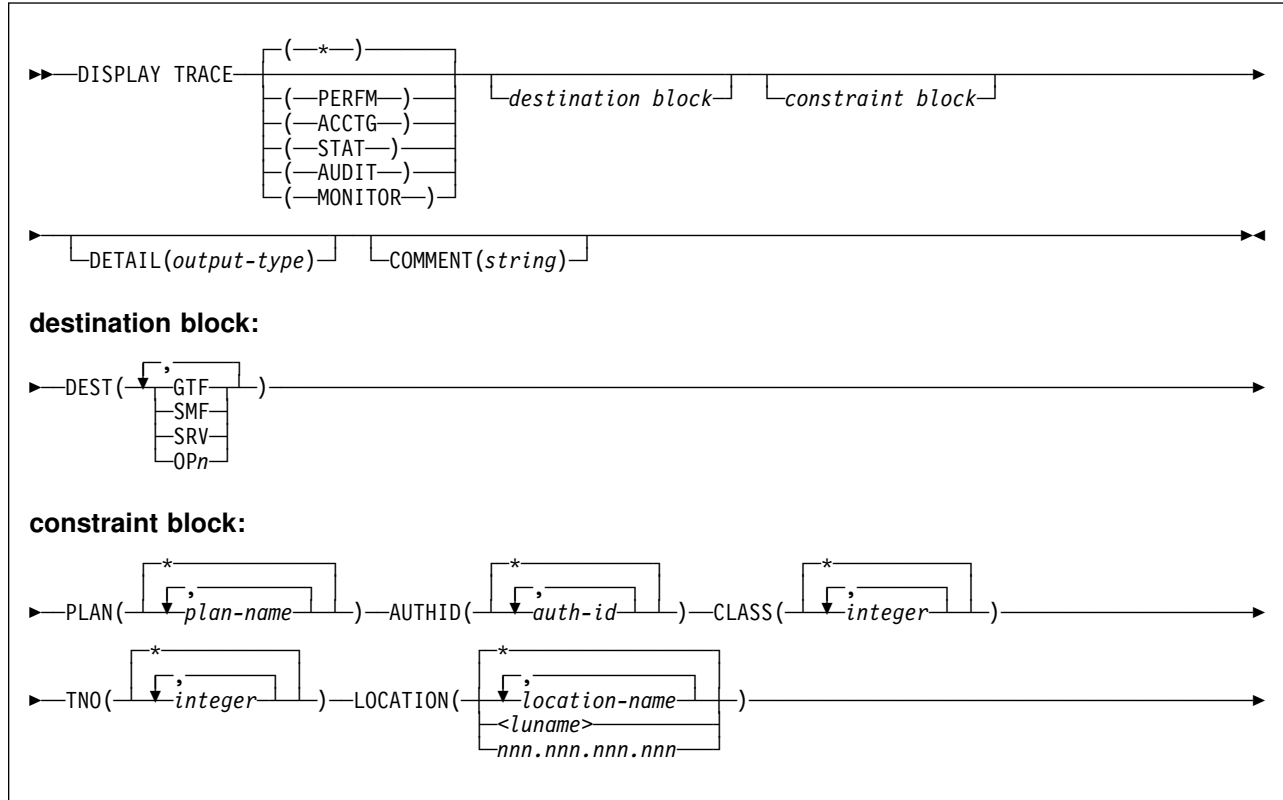 ( * )
DISPLAY TRACE
( PERFM )
( ACCTG )
( STAT )
( AUDIT )
( MONITOR )
destination block
constraint block
DETAIL(output-type)
COMMENT(string)
destination block:
,
DEST( GTF )
SMF
SRV
OPn
constraint block:
* * *
, , ,
PLAN( plan-name ) AUTHID( auth-id ) CLASS( integer )
* *
, ,
TNO( integer ) LOCATION( location-name )
<luname>
nnn.nnn.nnn.nnn